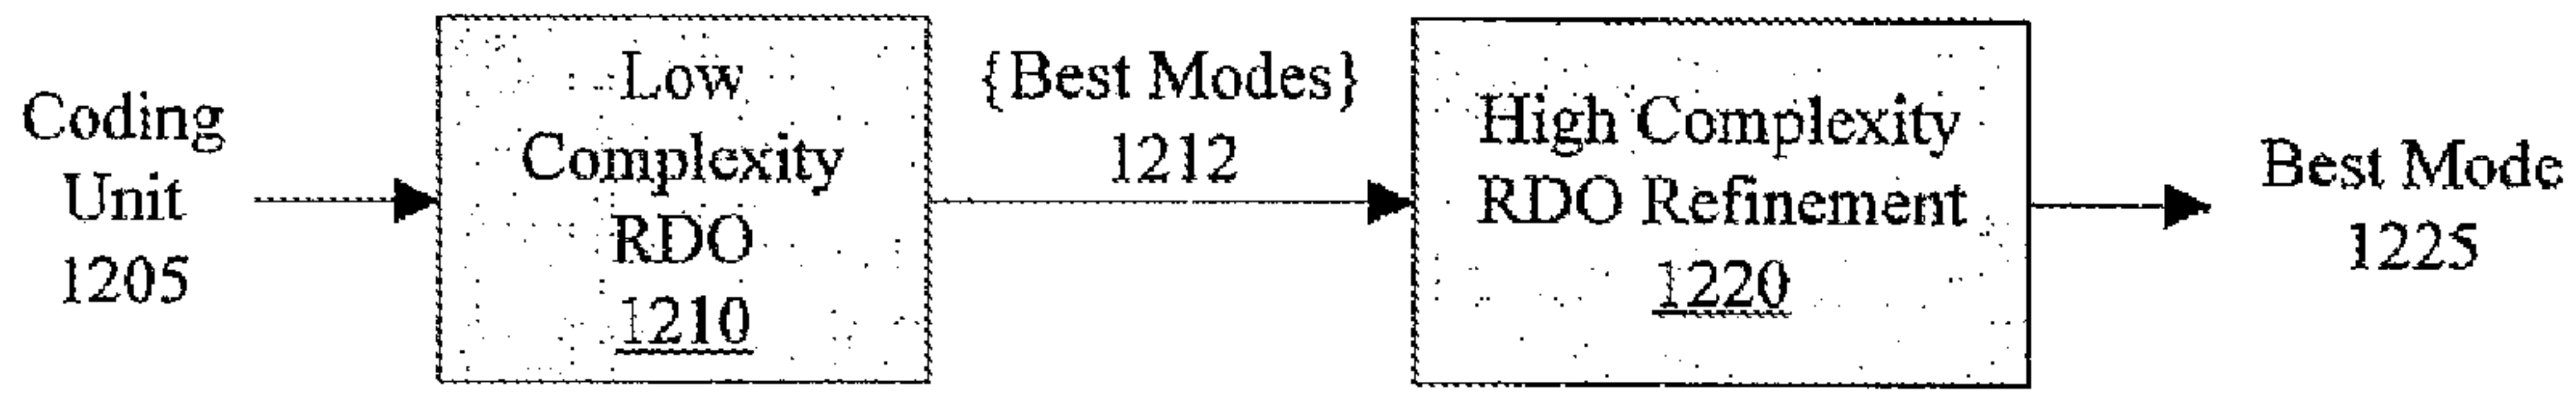 Coding
Unit
1205
Low
Complexity
RDO
1210
{Best Modes}
1212
High Complexity
RDO Refinement
1220
Best Mode
1225